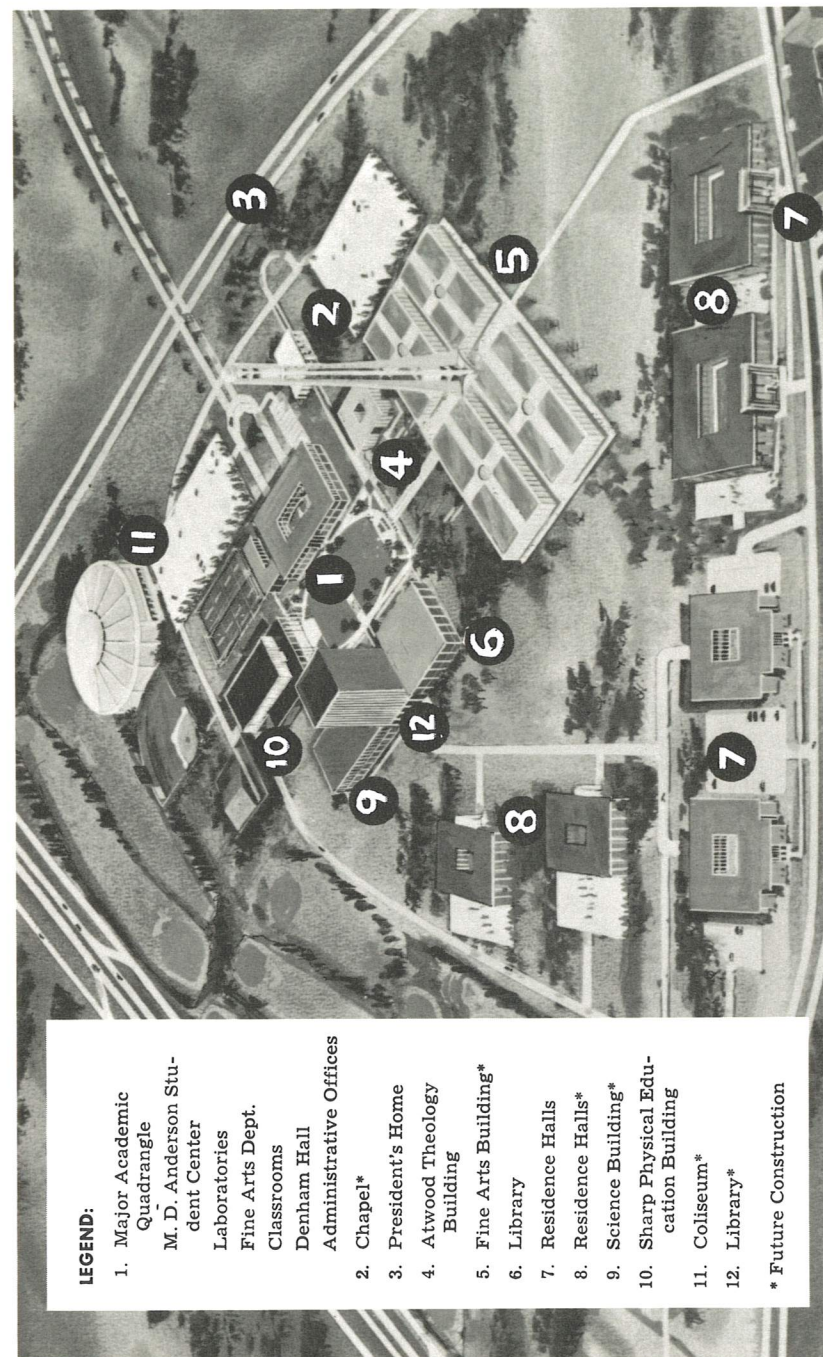 LEGEND:
1. Major Academic
Quadrangle
M. D. Anderson Stu-
dent Center
Laboratories
Fine Arts Dept.
Classrooms
Denham Hall
Administrative Offices
2. Chapel*
3. President's Home
4. Atwood Theology
Building
5. Fine Arts Building*
6. Library
7. Residence Halls
8. Residence Halls*
9. Science Building*
10. Sharp Physical Edu-
cation Building
11. Coliseum*
12. Library*
* Future Construction
11
3
2
10
1
4
5
9
12
6
8
7
8
7